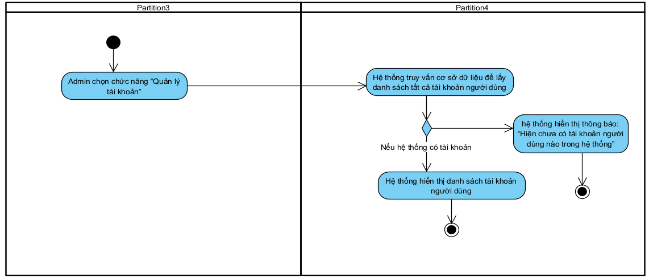 Partition3
Partition4
Admin chọn chức năng "Quản lý
tài khoản"
Hệ thống truy vấn cơ sở dữ liệu để lấy
danh sách tất cả tài khoản người dùng
hệ thống hiển thị thông báo:
"Hiện chưa có tài khoản người
dùng nào trong hệ thống"
Nếu hệ thống có tài khoản
Hệ thống hiển thị danh sách tài khoản
người dùng